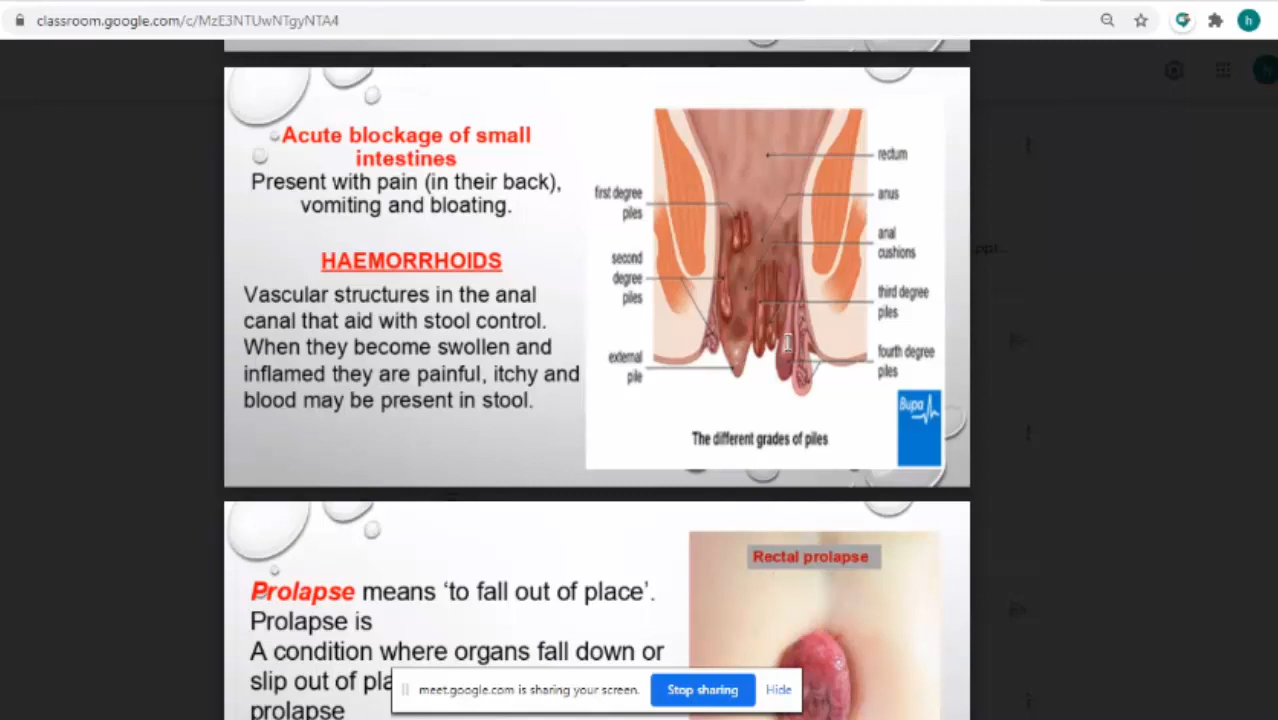 classroom.google.com/c/MzE3NTUwNTgyNTA4
h
Acute blockage of small
intestines
Present with pain (in their back),
vomiting and bloating.
HAEMORRHOIDS
Vascular structures in the anal
canal that aid with stool control.
When they become swollen and
inflamed they are painful, itchy and
blood may be present in stool.
first degree
piles
second
degree
piles
external
pile
rectum
anus
anal
cushions
third degree
piles
fourth degree
piles
Bupa
The different grades of piles
Prolapse means ‘to fall out of place’.
Prolapse is
A condition where organs fall down or
slip out of
prolapse
Rectal prolapse
meet.google.com is sharing your screen.
Stop sharing
Hide